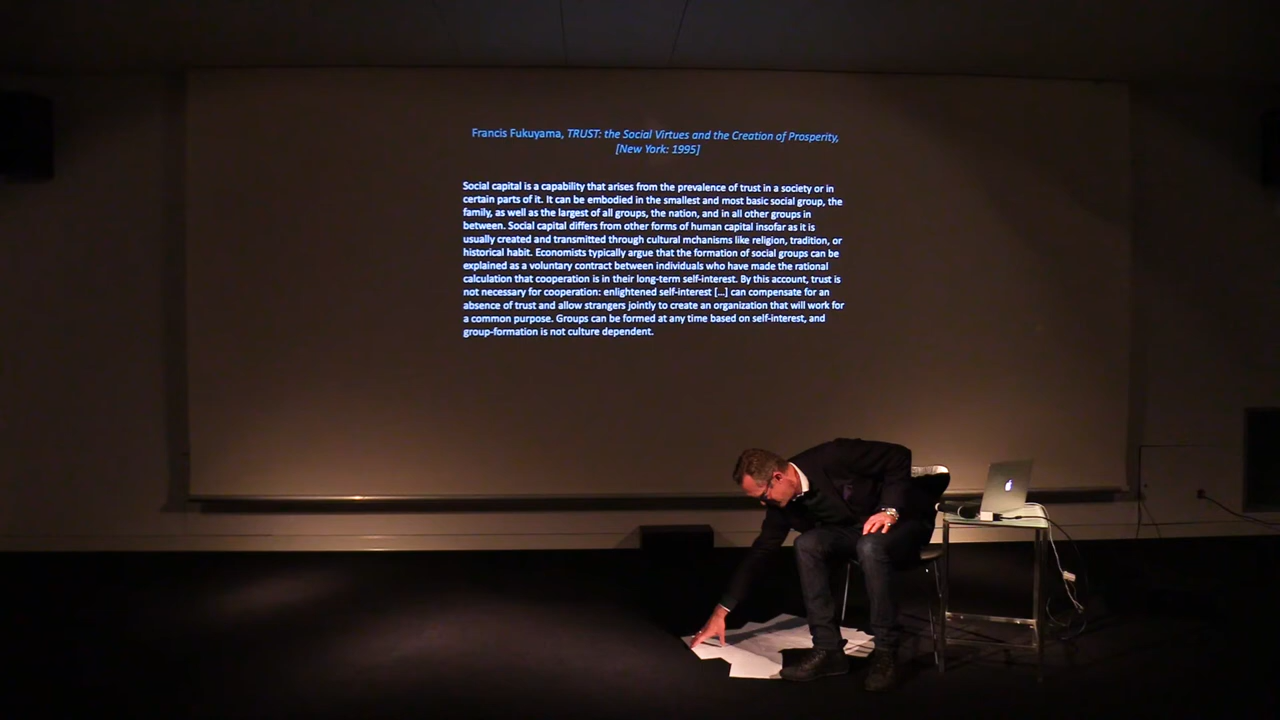 Francis Fukuyama, TRUST: the Social Virtues and the Creation of Prosperity,
[New York: 1995]
Social capital is a capability that arises from the prevalence of trust in a society or in
certain parts of it. It can be embodied in the smallest and most basic social group, the
family, as well as the largest of all groups, the nation, and in all other groups in
between. Social capital differs from other forms of human capital insofar as it is
usually created and transmitted through cultural mchanisms like religion, tradition, or
historical habit. Economists typically argue that the formation of social groups can be
explained as a voluntary contract between individuals who have made the rational
calculation that cooperation is in their long-term self-interest. By this account, trust is
not necessary for cooperation: enlightened self-interest [...] can compensate for an
absence of trust and allow strangers jointly to create an organization that will work for
a common purpose. Groups can be formed at any time based on self-interest, and
group-formation is not culture dependent.